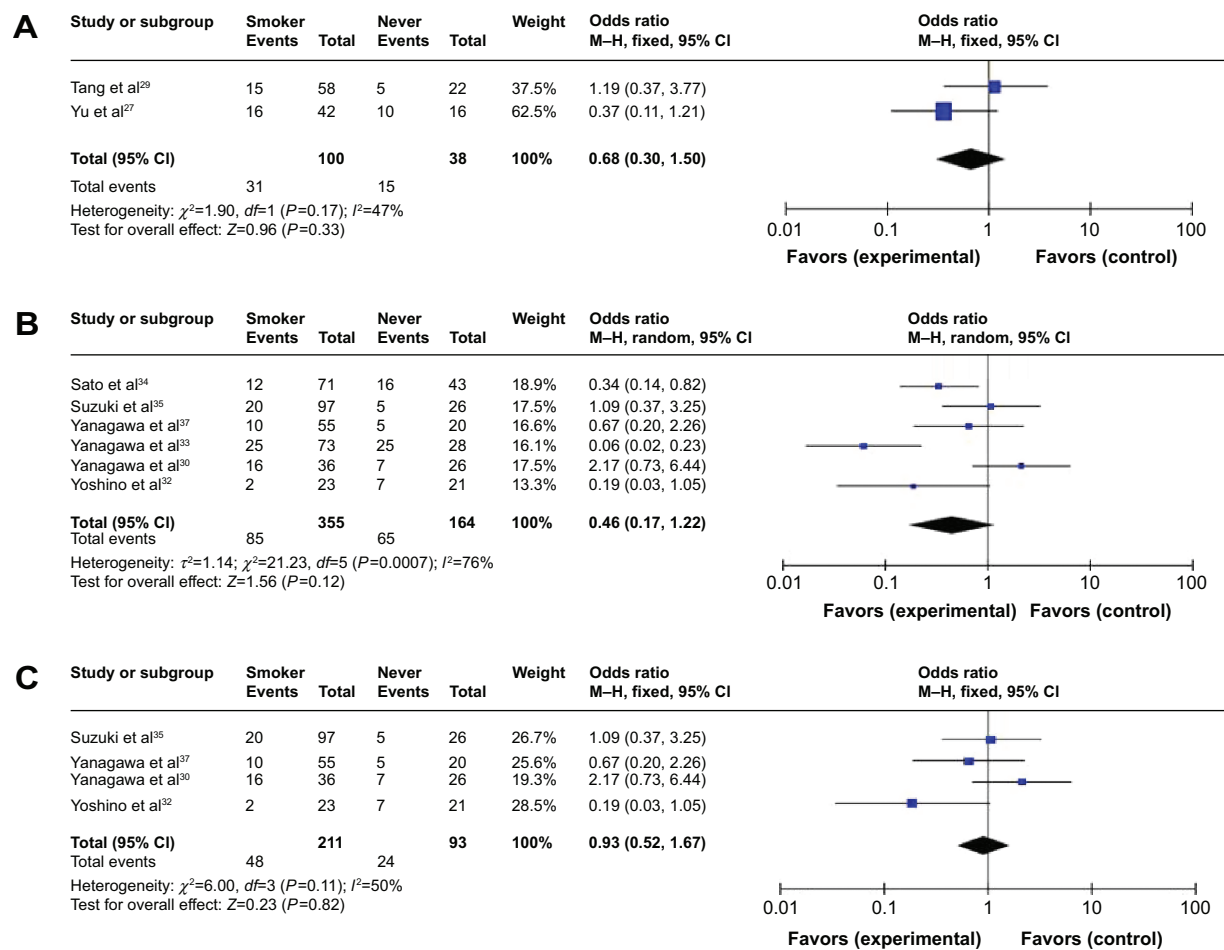 A
Study or subgroup Smoker Never Weight Odds ratio Odds ratio
Events Total Events Total M–H, fixed, 95% CI M–H, fixed, 95% CI
Tang et al29 15 58 5 22 37.5% 1.19 (0.37, 3.77)
Yu et al27 16 42 10 16 62.5% 0.37 (0.11, 1.21)
Total (95% CI) 100 38 100% 0.68 (0.30, 1.50)
Total events 31 15
Heterogeneity: χ2=1.90, df=1 (P=0.17); I2=47%
Test for overall effect: Z=0.96 (P=0.33)
0.01 0.1 1 10 100
Favors (experimental) Favors (control)
B
Study or subgroup Smoker Never Weight Odds ratio Odds ratio
Events Total Events Total M–H, random, 95% CI M–H, random, 95% CI
Sato et al34 12 71 16 43 18.9% 0.34 (0.14, 0.82)
Suzuki et al35 20 97 5 26 17.5% 1.09 (0.37, 3.25)
Yanagawa et al37 10 55 5 20 16.6% 0.67 (0.20, 2.26)
Yanagawa et al33 25 73 25 28 16.1% 0.06 (0.02, 0.23)
Yanagawa et al30 16 36 7 26 17.5% 2.17 (0.73, 6.44)
Yoshino et al32 2 23 7 21 13.3% 0.19 (0.03, 1.05)
Total (95% CI) 355 164 100% 0.46 (0.17, 1.22)
Total events 85 65
Heterogeneity: τ2=1.14; χ2=21.23, df=5 (P=0.0007); I2=76%
Test for overall effect: Z=1.56 (P=0.12)
0.01 0.1 1 10 100
Favors (experimental) Favors (control)
C
Study or subgroup Smoker Never Weight Odds ratio Odds ratio
Events Total Events Total M–H, fixed, 95% CI M–H, fixed, 95% CI
Suzuki et al35 20 97 5 26 26.7% 1.09 (0.37, 3.25)
Yanagawa et al37 10 55 5 20 25.6% 0.67 (0.20, 2.26)
Yanagawa et al30 16 36 7 26 19.3% 2.17 (0.73, 6.44)
Yoshino et al32 2 23 7 21 28.5% 0.19 (0.03, 1.05)
Total (95% CI) 211 93 100% 0.93 (0.52, 1.67)
Total events 48 24
Heterogeneity: χ2=6.00, df=3 (P=0.11); I2=50%
Test for overall effect: Z=0.23 (P=0.82)
0.01 0.1 1 10 100
Favors (experimental) Favors (control)